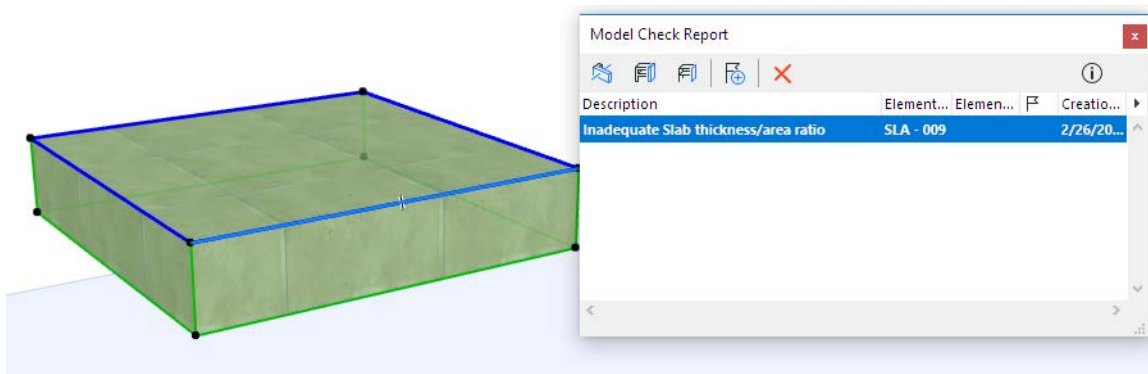 Model Check Report
Description Element... Elemen... Creatio...
Inadequate Slab thickness/area ratio SLA - 009 2/26/20...